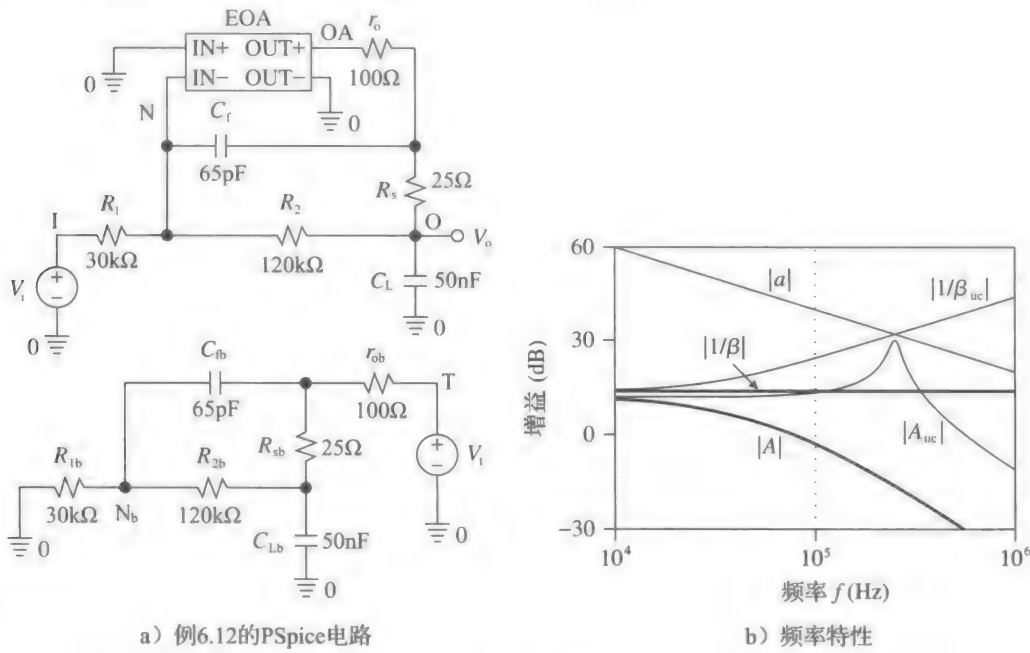 EOA
IN+ OUT+
IN− OUT−
OA
r_o
100Ω
0
0
N
C_f
65pF
R_s
25Ω
I
R_1
30kΩ
R_2
120kΩ
O
V_o
C_L
50nF
V_i
0
0
C_fb
65pF
r_ob
100Ω
T
R_sb
25Ω
V_t
R_1b
30kΩ
N_b
R_2b
120kΩ
C_Lb
50nF
0
0
0
a）例6.12的PSpice电路
60
30
0
−30
增益 (dB)
|a|
|1/β_uc|
|1/β|
|A|
|A_uc|
10^4
10^5
10^6
频率 f (Hz)
b）频率特性